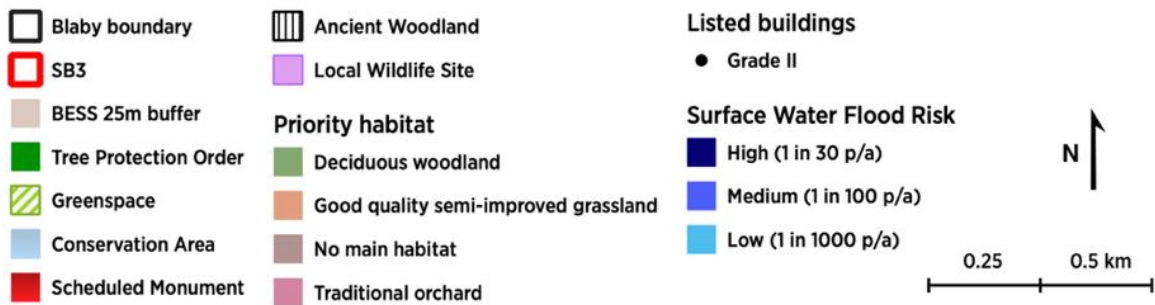 Blaby boundary
SB3
BESS 25m buffer
Tree Protection Order
Greenspace
Conservation Area
Scheduled Monument
Ancient Woodland
Local Wildlife Site
Priority habitat
Deciduous woodland
Good quality semi-improved grassland
No main habitat
Traditional orchard
Listed buildings
Grade II
Surface Water Flood Risk
High (1 in 30 p/a)
Medium (1 in 100 p/a)
Low (1 in 1000 p/a)
N
0.25 0.5 km